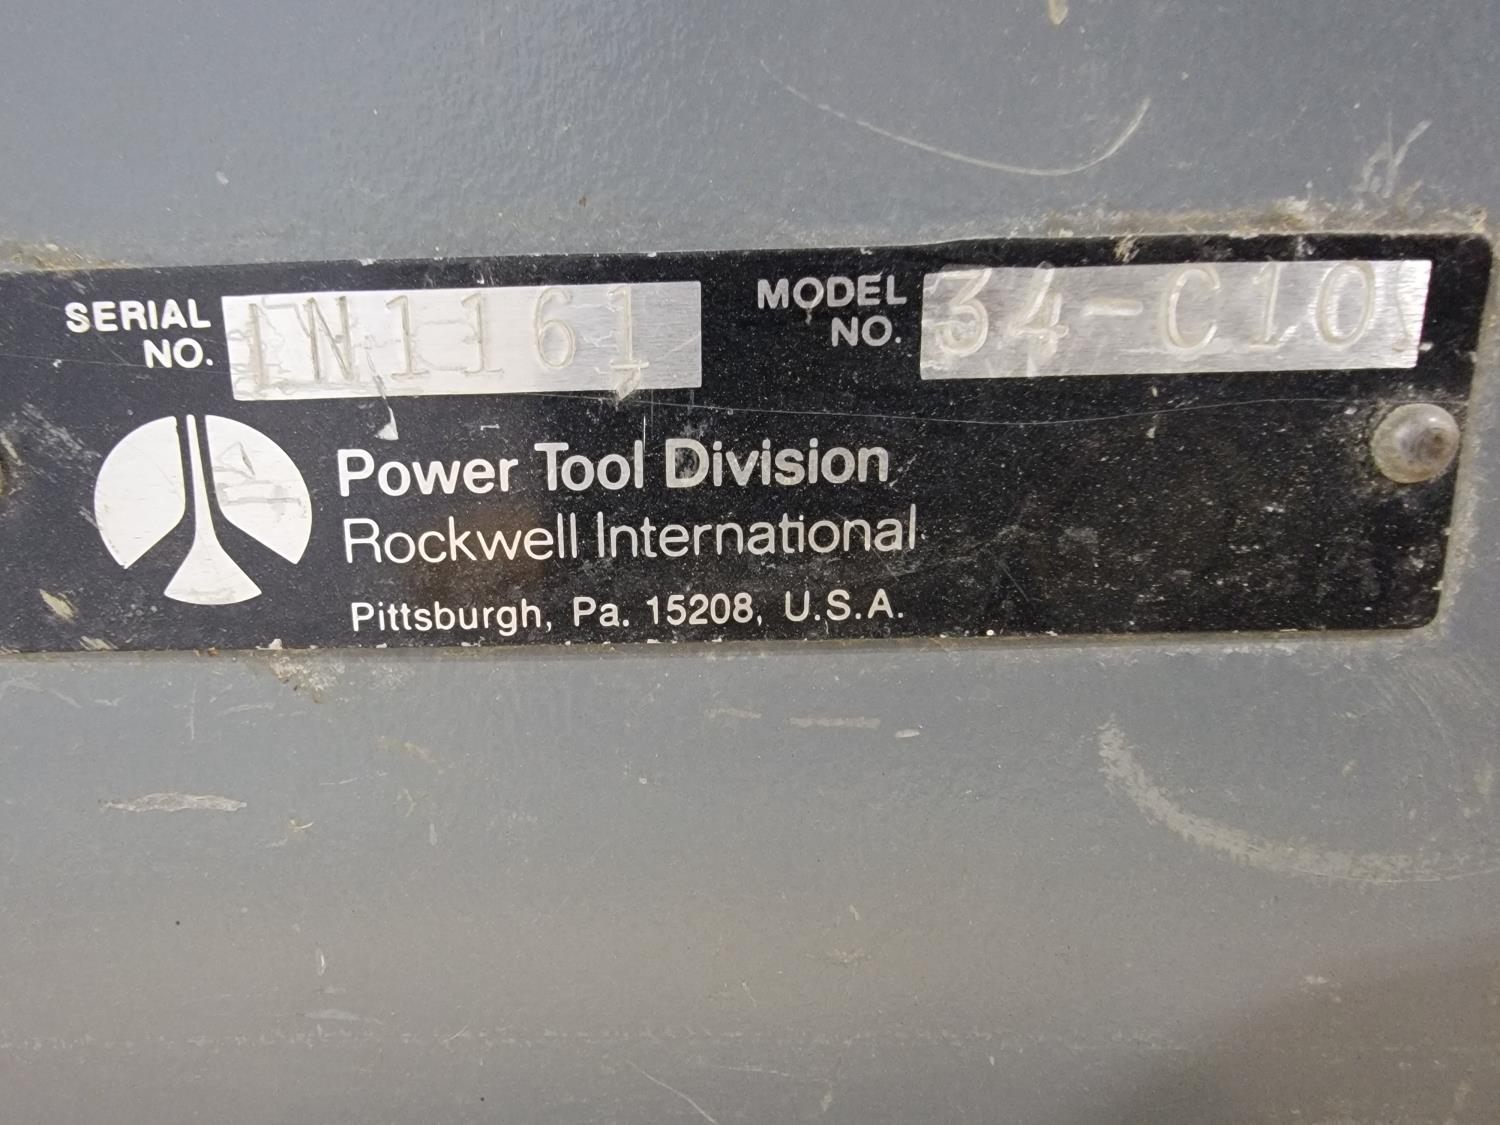 SERIAL NO. 1N1161
MODEL NO. 34-C10
Power Tool Division
Rockwell International
Pittsburgh, Pa. 15208, U.S.A.